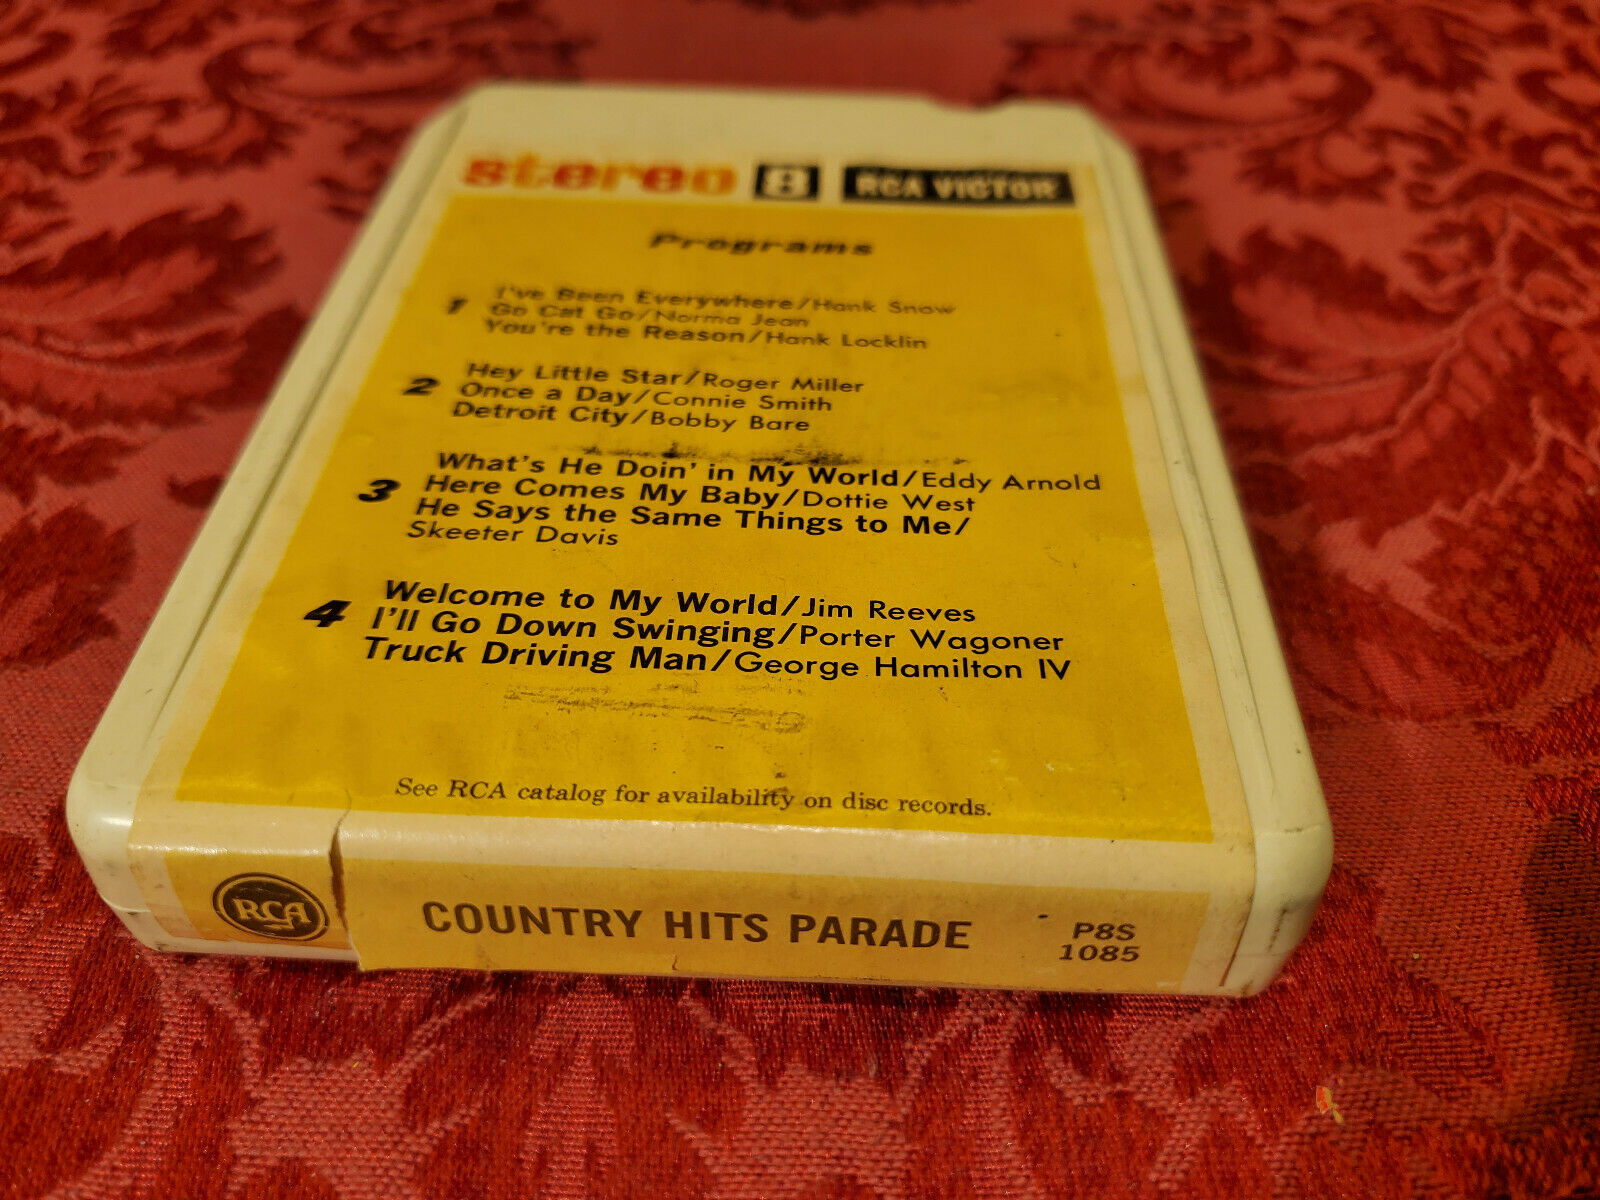 stereo 8 RCA VICTOR
Programs
1 I've Been Everywhere/Hank Snow
Go Cat Go/Norma Jean
You're the Reason/Hank Locklin
2 Hey Little Star/Roger Miller
Once a Day/Connie Smith
Detroit City/Bobby Bare
3 What's He Doin' in My World/Eddy Arnold
Here Comes My Baby/Dottie West
He Says the Same Things to Me/
Skeeter Davis
4 Welcome to My World/Jim Reeves
I'll Go Down Swinging/Porter Wagoner
Truck Driving Man/George Hamilton IV
See RCA catalog for availability on disc records.
RCA COUNTRY HITS PARADE P8S
1085